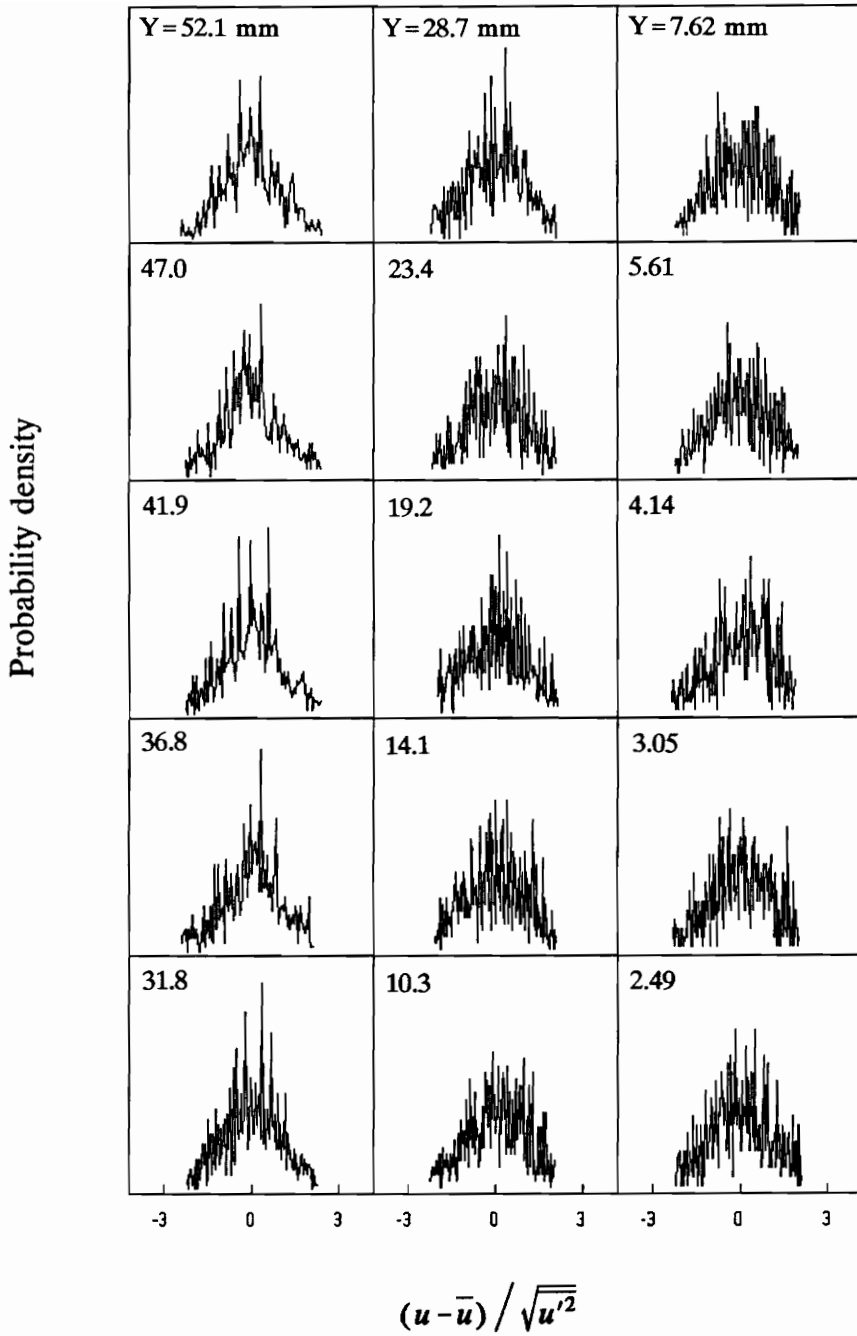 Y = 52.1 mm
Y = 28.7 mm
Y = 7.62 mm
47.0
23.4
5.61
Probability density
41.9
19.2
4.14
36.8
14.1
3.05
31.8
10.3
2.49
-3 0 3
-3 0 3
-3 0 3
(u - u̅) / √u′²̅